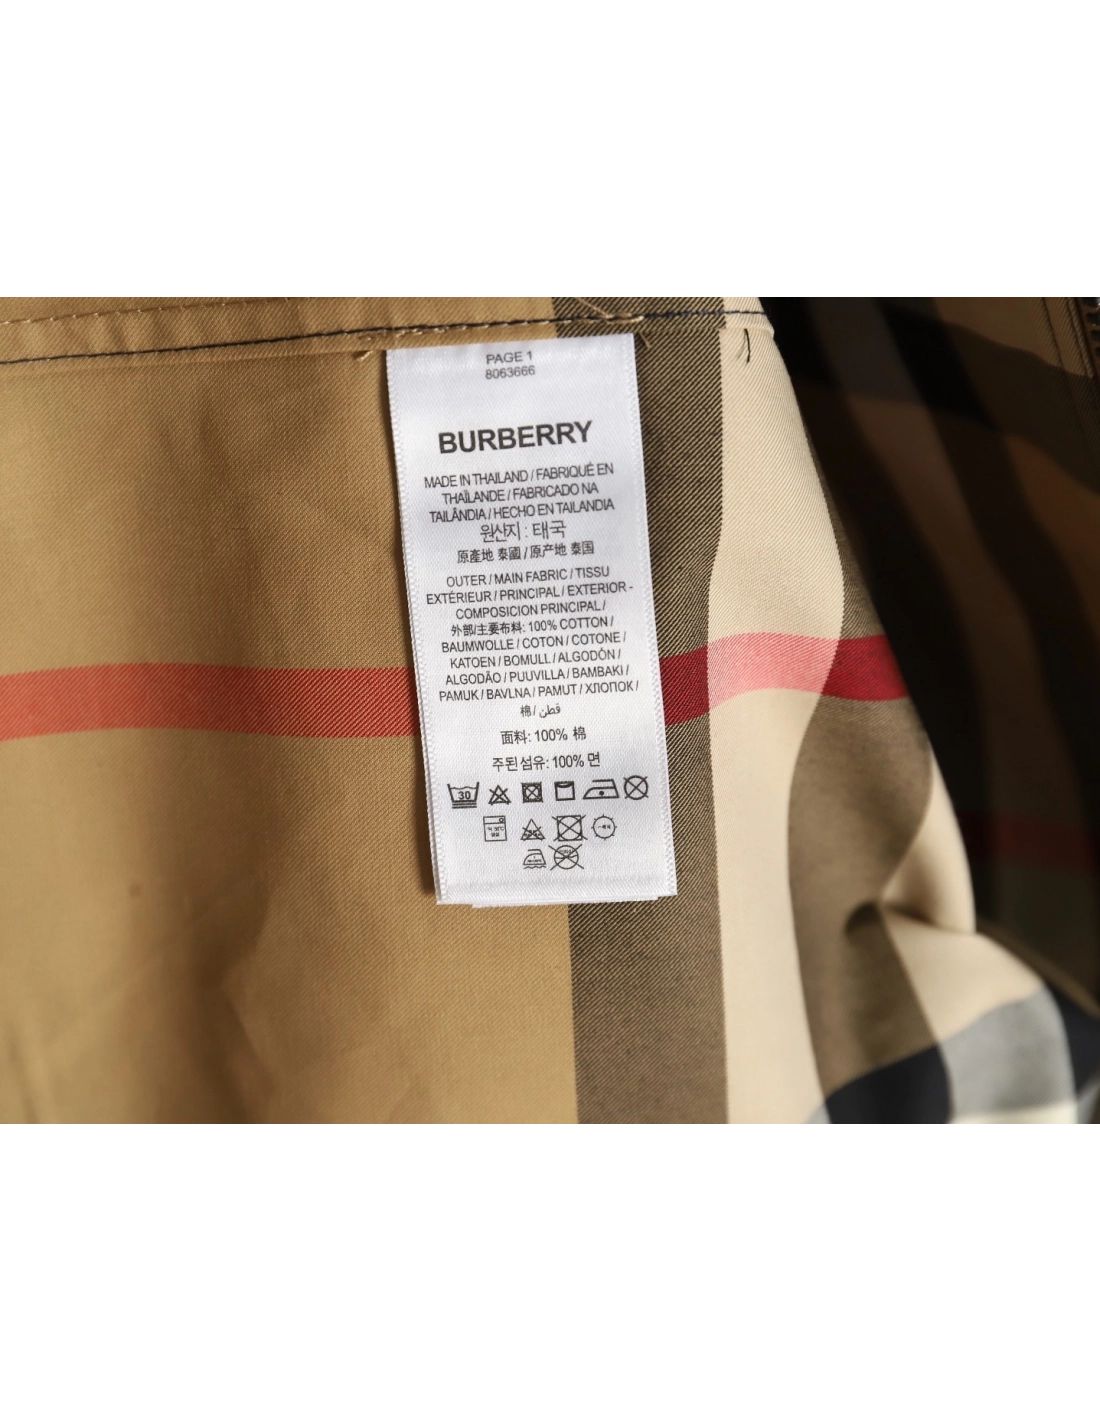 PAGE 1
8063666
BURBERRY
MADE IN THAILAND / FABRIQUÉ EN
THAÏLANDE / FABRICADO NA
TAILÂNDIA / HECHO EN TAILANDIA
원산지 : 태국
原產地 泰國 / 原产地 泰国
OUTER / MAIN FABRIC / TISSU
EXTÉRIEUR / PRINCIPAL / EXTERIOR -
COMPOSICION PRINCIPAL /
外部/主要布料: 100% COTTON /
BAUMWOLLE / COTON / COTONE /
KATOEN / BOMULL / ALGODÓN /
ALGODÃO / PUUVILLA / BAMBAKI /
PAMUK / BAVLNA / PAMUT / ХЛОПОК /
棉 / قطن
面料: 100% 棉
주된 섬유: 100% 면
30